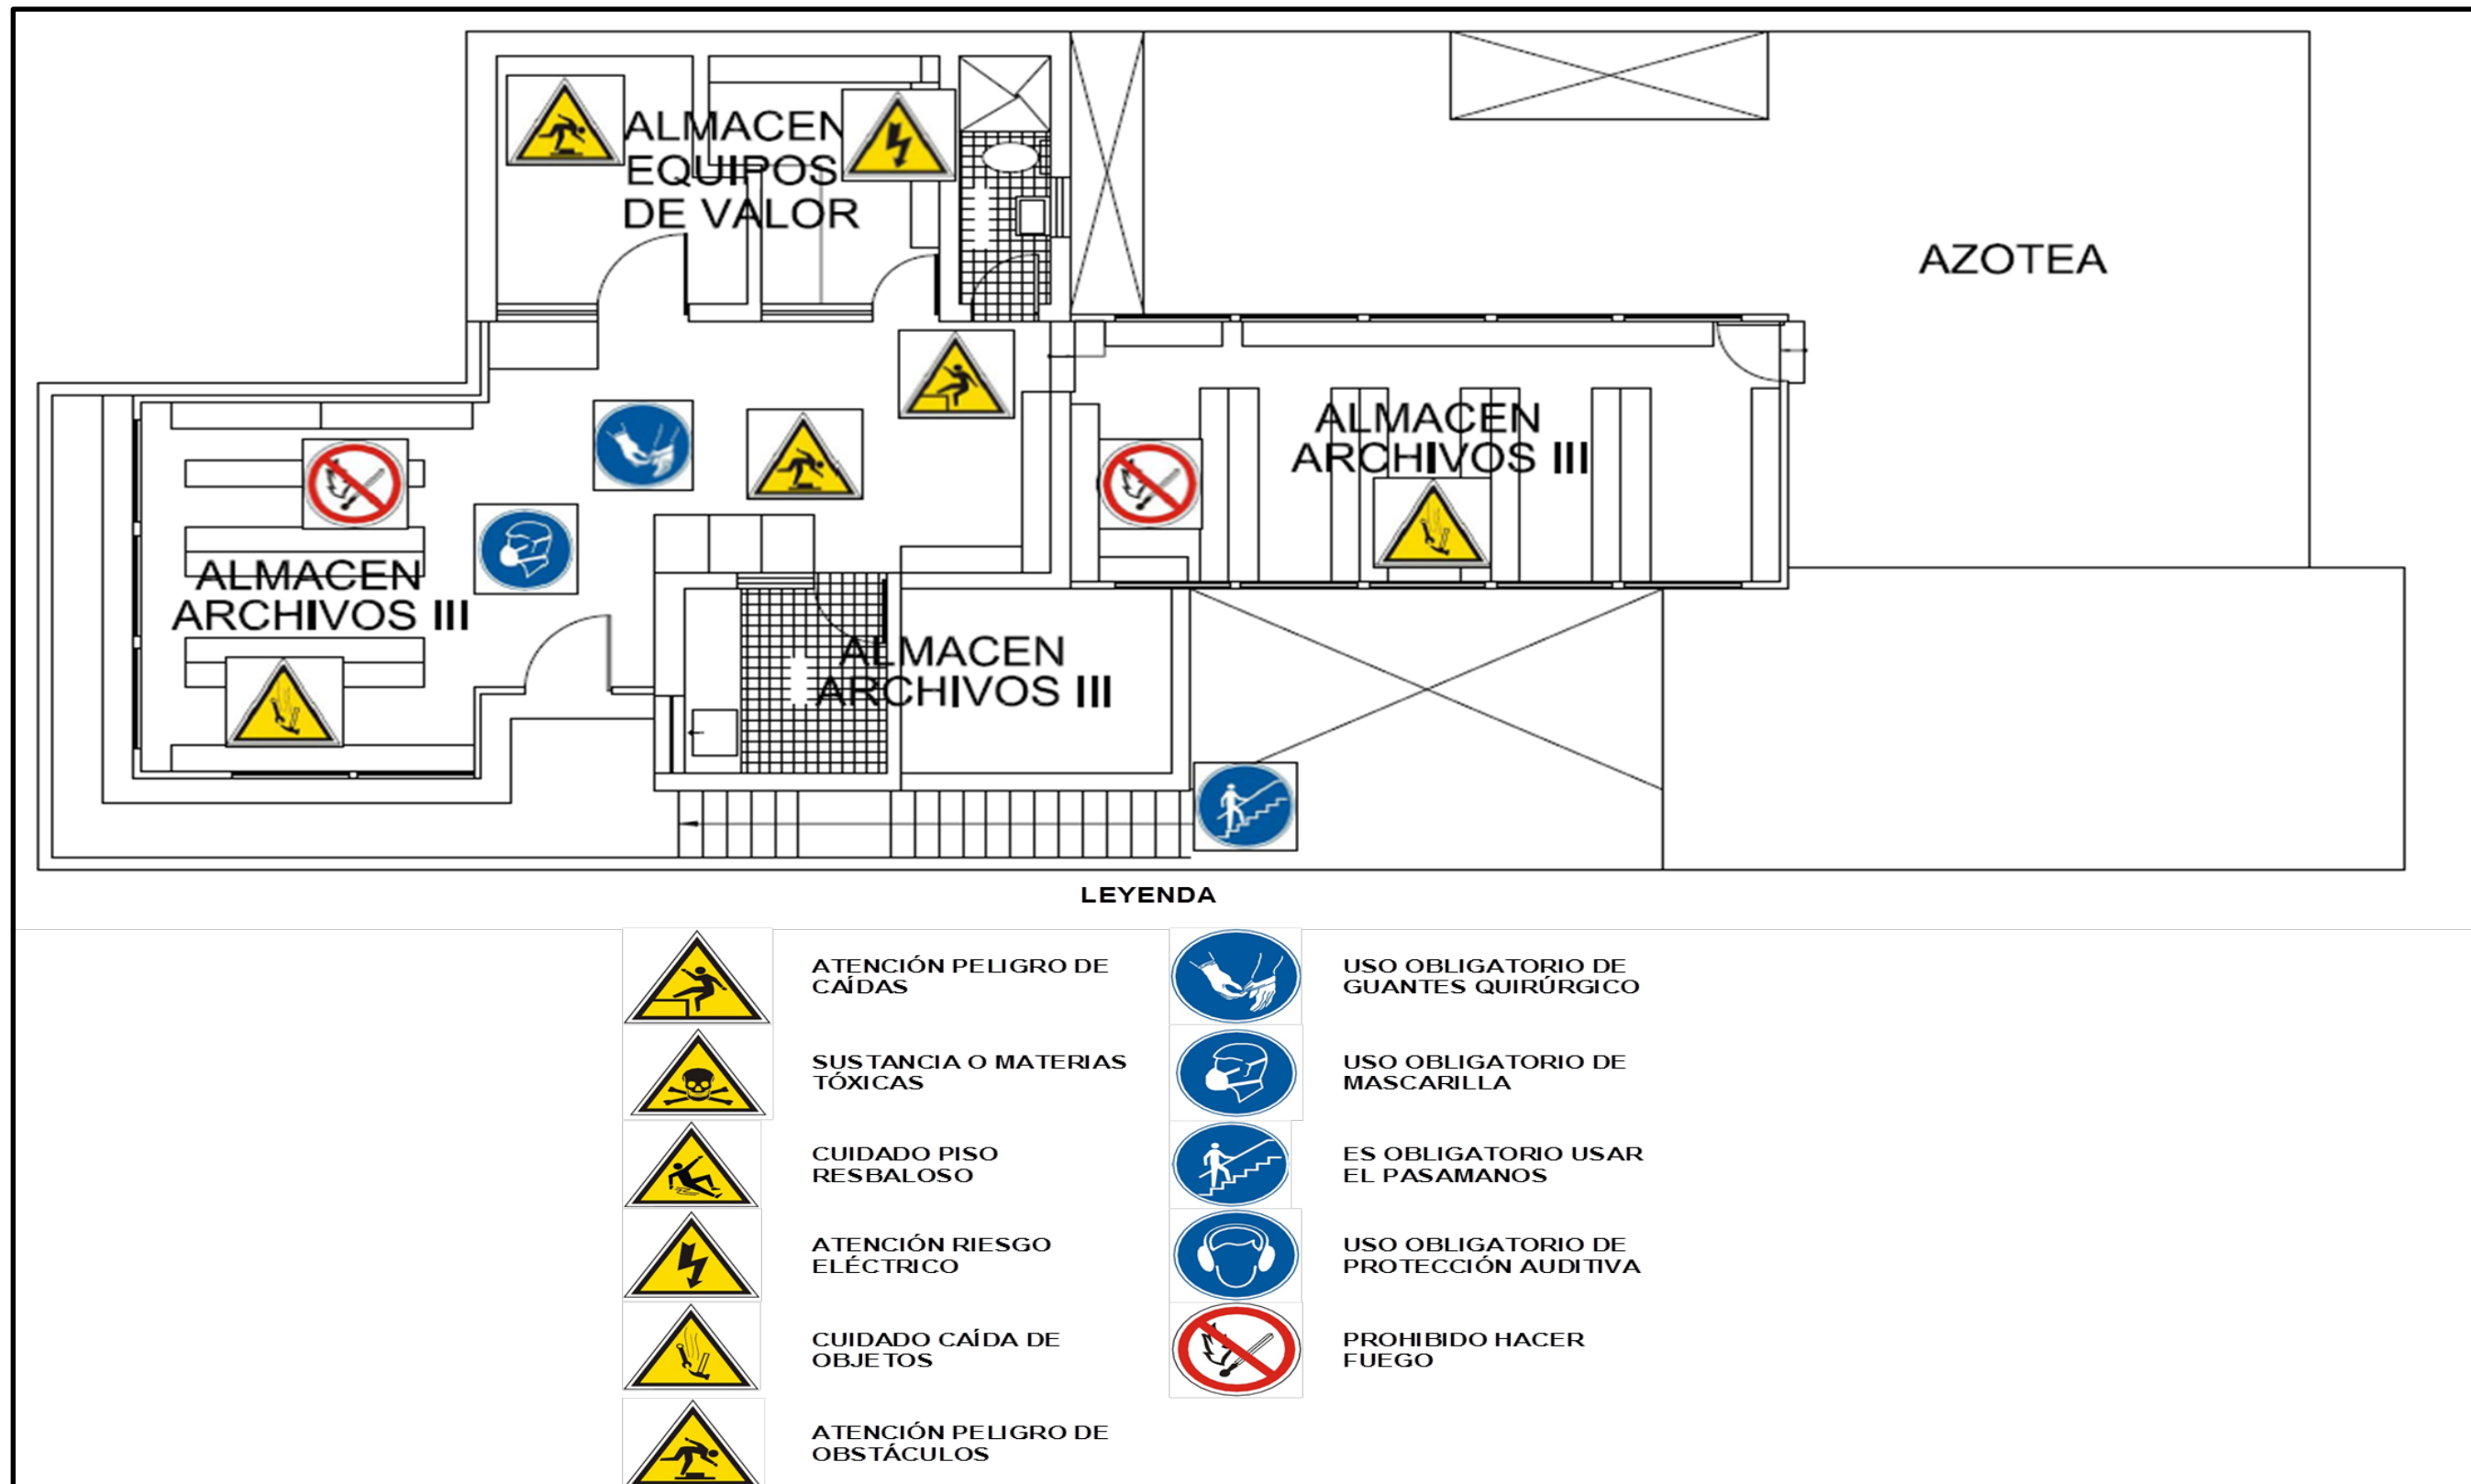 ALMACEN
EQUIPOS
DE VALOR
AZOTEA
ALMACEN
ARCHIVOS III
ALMACEN
ARCHIVOS III
ALMACEN
ARCHIVOS III
LEYENDA
ATENCIÓN PELIGRO DE
CAÍDAS
SUSTANCIA O MATERIAS
TÓXICAS
CUIDADO PISO
RESBALOSO
ATENCIÓN RIESGO
ELÉCTRICO
CUIDADO CAÍDA DE
OBJETOS
ATENCIÓN PELIGRO DE
OBSTÁCULOS
USO OBLIGATORIO DE
GUANTES QUIRÚRGICO
USO OBLIGATORIO DE
MASCARILLA
ES OBLIGATORIO USAR
EL PASAMANOS
USO OBLIGATORIO DE
PROTECCIÓN AUDITIVA
PROHIBIDO HACER
FUEGO